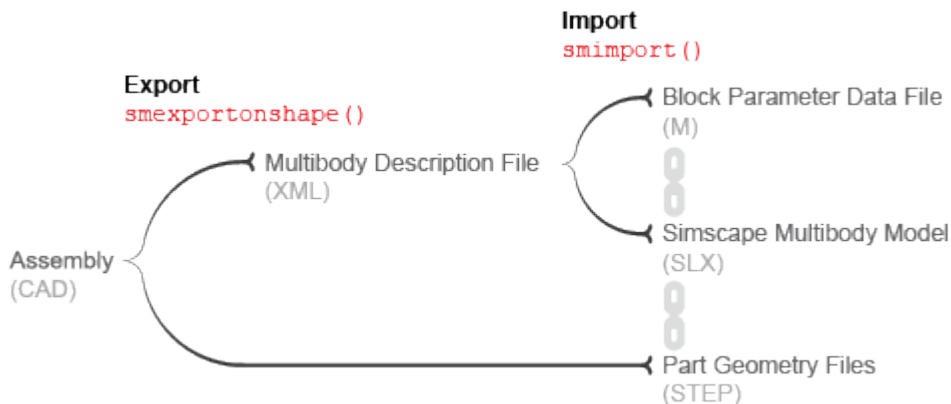 Import
smimport()
Export
smexportonshape()
Block Parameter Data File
(M)
Multibody Description File
(XML)
Simscape Multibody Model
(SLX)
Assembly
(CAD)
Part Geometry Files
(STEP)